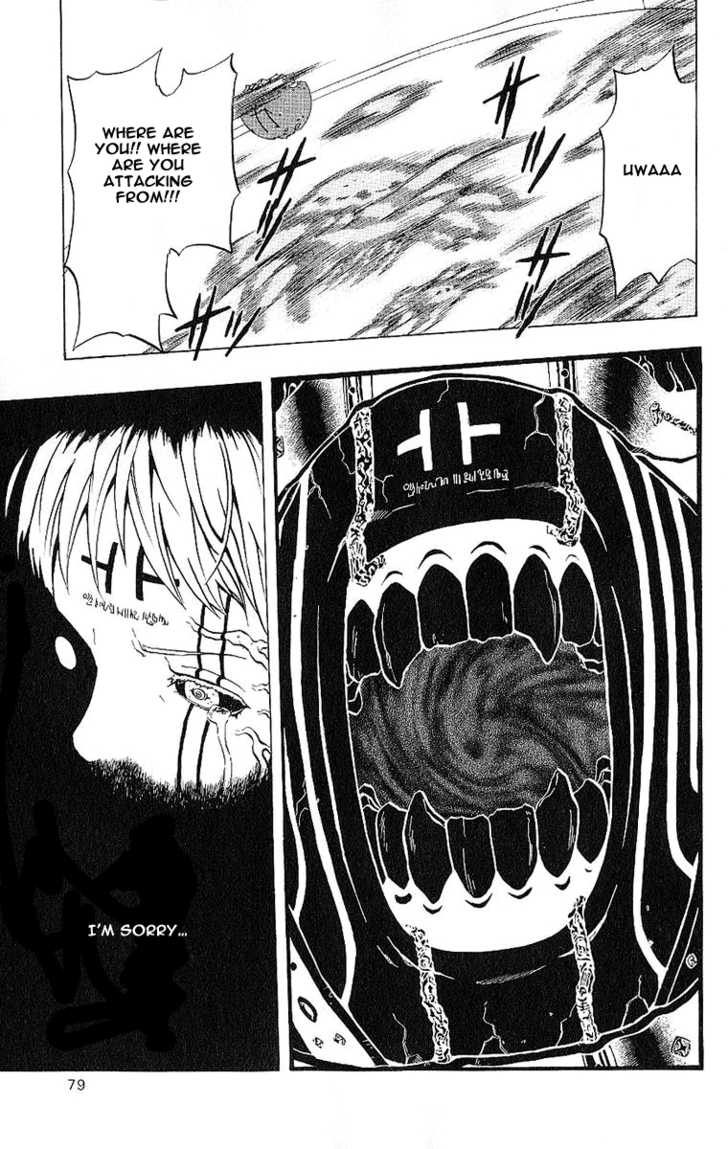 UWAAA
WHERE ARE
YOU!! WHERE
ARE YOU
ATTACKING
FROM!!!
I'M SORRY...
79